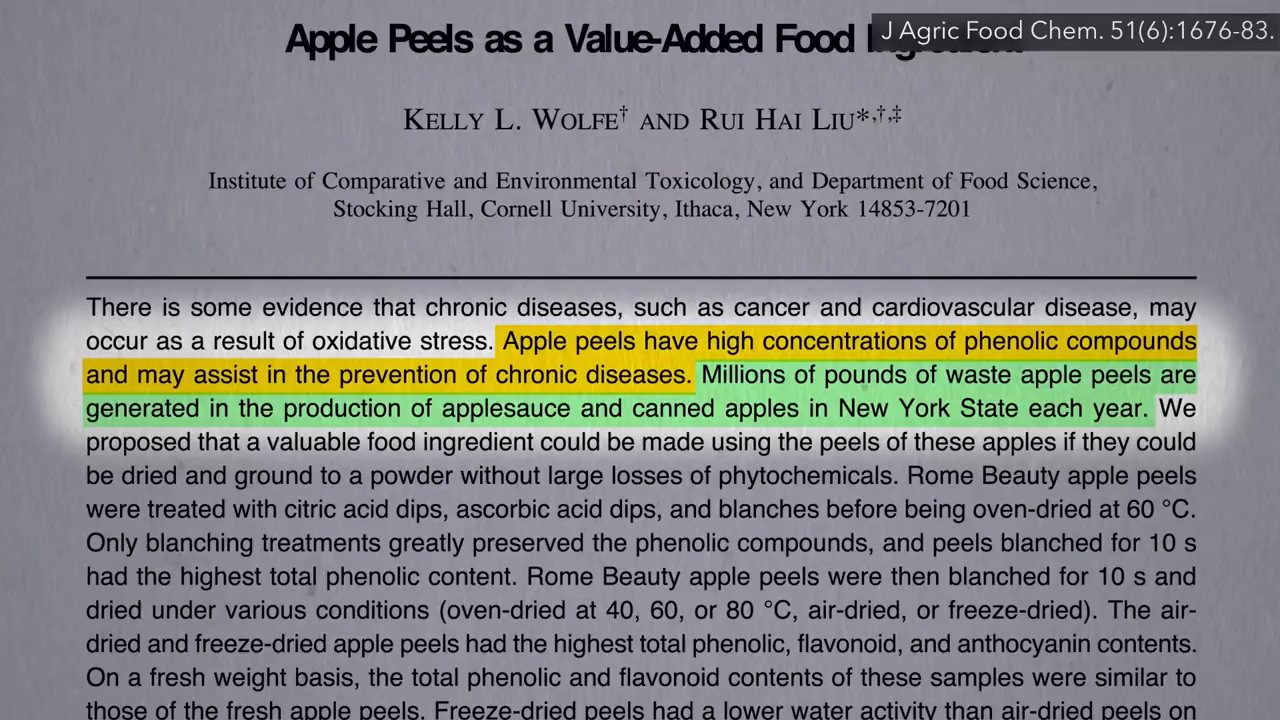 J Agric Food Chem. 51(6):1676-83.
Apple Peels as a Value-Added Food Ingredient
KELLY L. WOLFE† AND RUI HAI LIU*,†,‡
Institute of Comparative and Environmental Toxicology, and Department of Food Science,
Stocking Hall, Cornell University, Ithaca, New York 14853-7201
There is some evidence that chronic diseases, such as cancer and cardiovascular disease, may
occur as a result of oxidative stress. Apple peels have high concentrations of phenolic compounds
and may assist in the prevention of chronic diseases. Millions of pounds of waste apple peels are
generated in the production of applesauce and canned apples in New York State each year. We
proposed that a valuable food ingredient could be made using the peels of these apples if they could
be dried and ground to a powder without large losses of phytochemicals. Rome Beauty apple peels
were treated with citric acid dips, ascorbic acid dips, and blanches before being oven-dried at 60 °C.
Only blanching treatments greatly preserved the phenolic compounds, and peels blanched for 10 s
had the highest total phenolic content. Rome Beauty apple peels were then blanched for 10 s and
dried under various conditions (oven-dried at 40, 60, or 80 °C, air-dried, or freeze-dried). The air-
dried and freeze-dried apple peels had the highest total phenolic, flavonoid, and anthocyanin contents.
On a fresh weight basis, the total phenolic and flavonoid contents of these samples were similar to
those of the fresh apple peels. Freeze-dried peels had a lower water activity than air-dried peels on